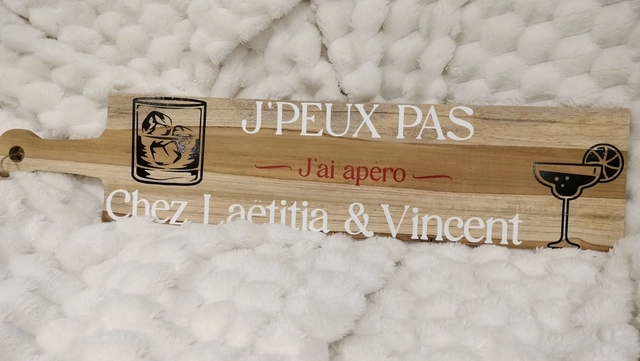 J'PEUX PAS
J'ai apéro
Chez Laëtitia & Vincent